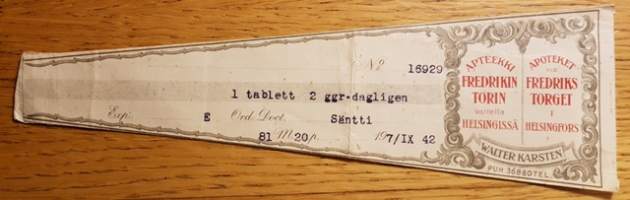 № 16929
1 tablett 2 ggr. dagligen
Exp. E Ord. Doct. Säntti
81 m 20 p. 197/IX 42
APTEEKKI
FREDRIKIN
TORIN
varrella
HELSINGISSÄ
APOTEKET
vid
FREDRIKS
TORGET
I
HELSINGFORS
WALTER KARSTEN
PUH. 36880 TEL.